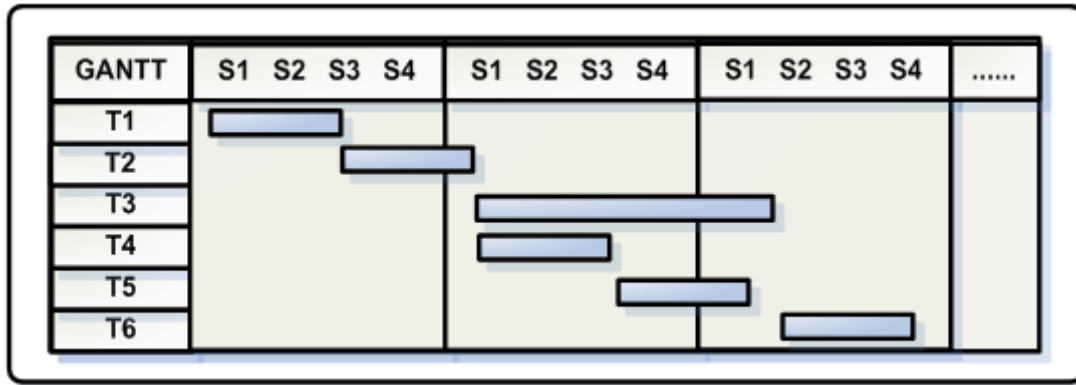 GANTT S1 S2 S3 S4 S1 S2 S3 S4 S1 S2 S3 S4 ......
T1
T2
T3
T4
T5
T6